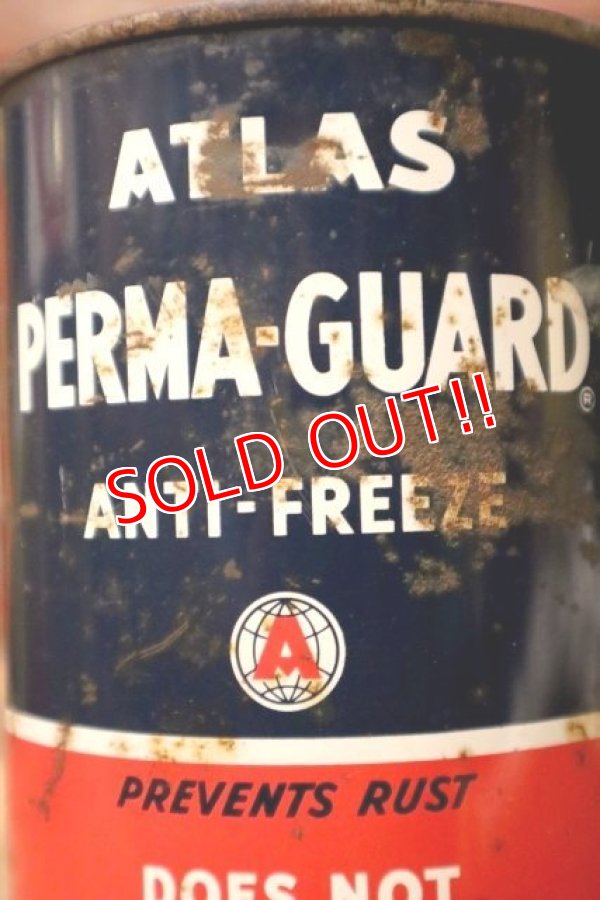 ATLAS
PERMA-GUARD®
SOLD OUT!!
ANTI-FREEZE
A
PREVENTS RUST
DOES NOT